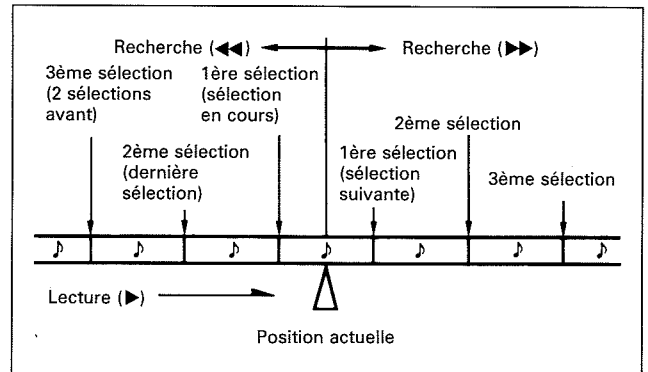 Recherche (◀◀)
Recherche (▶▶)
3ème sélection
(2 sélections
avant)
1ère sélection
(sélection
en cours)
2ème sélection
(dernière
sélection)
2ème sélection
1ère sélection
(sélection
suivante)
3ème sélection
Lecture (▶)
Position actuelle